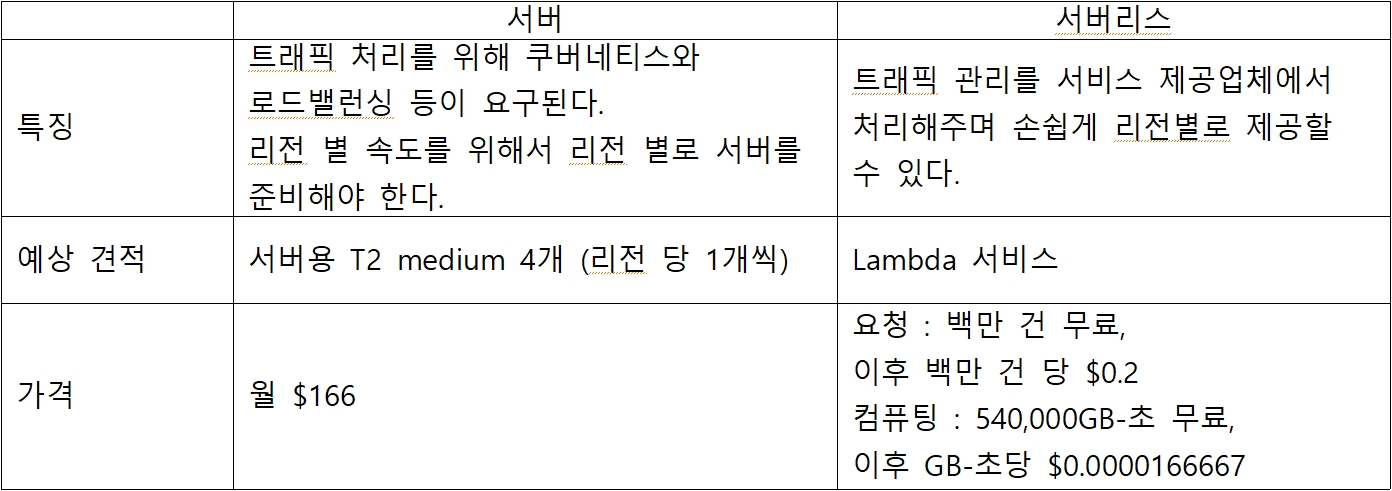 서버
서버리스
특징
트래픽 처리를 위해 쿠버네티스와
로드밸런싱 등이 요구된다.
리전 별 속도를 위해서 리전 별로 서버를
준비해야 한다.
트래픽 관리를 서비스 제공업체에서
처리해주며 손쉽게 리전별로 제공할
수 있다.
예상 견적
서버용 T2 medium 4개 (리전 당 1개씩)
Lambda 서비스
가격
월 $166
요청 : 백만 건 무료,
이후 백만 건 당 $0.2
컴퓨팅 : 540,000GB-초 무료,
이후 GB-초당 $0.0000166667